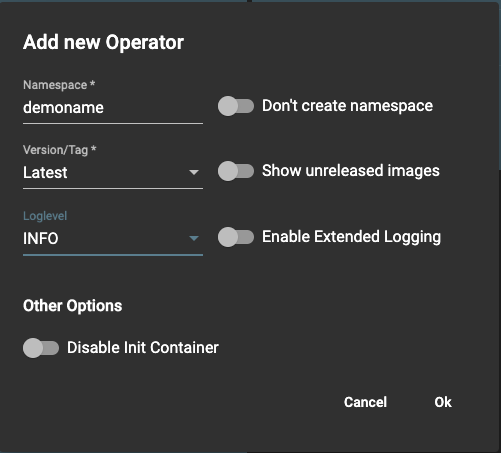 Add new Operator
Namespace *
demoname
Don't create namespace
Version/Tag *
Latest
Show unreleased images
Loglevel
INFO
Enable Extended Logging
Other Options
Disable Init Container
Cancel
Ok